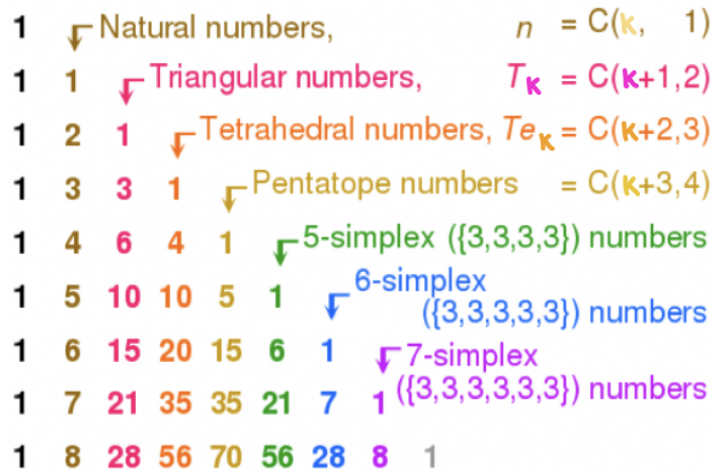 1 Natural numbers, n = C(k, 1)
1 1 Triangular numbers, Tk = C(k+1,2)
1 2 1 Tetrahedral numbers, Tek = C(k+2,3)
1 3 3 1 Pentatope numbers = C(k+3,4)
1 4 6 4 1 5-simplex ({3,3,3,3}) numbers
6-simplex
1 5 10 10 5 1 ({3,3,3,3,3}) numbers
1 6 15 20 15 6 1 7-simplex
1 7 21 35 35 21 7 1 ({3,3,3,3,3,3}) numbers
1 8 28 56 70 56 28 8 1